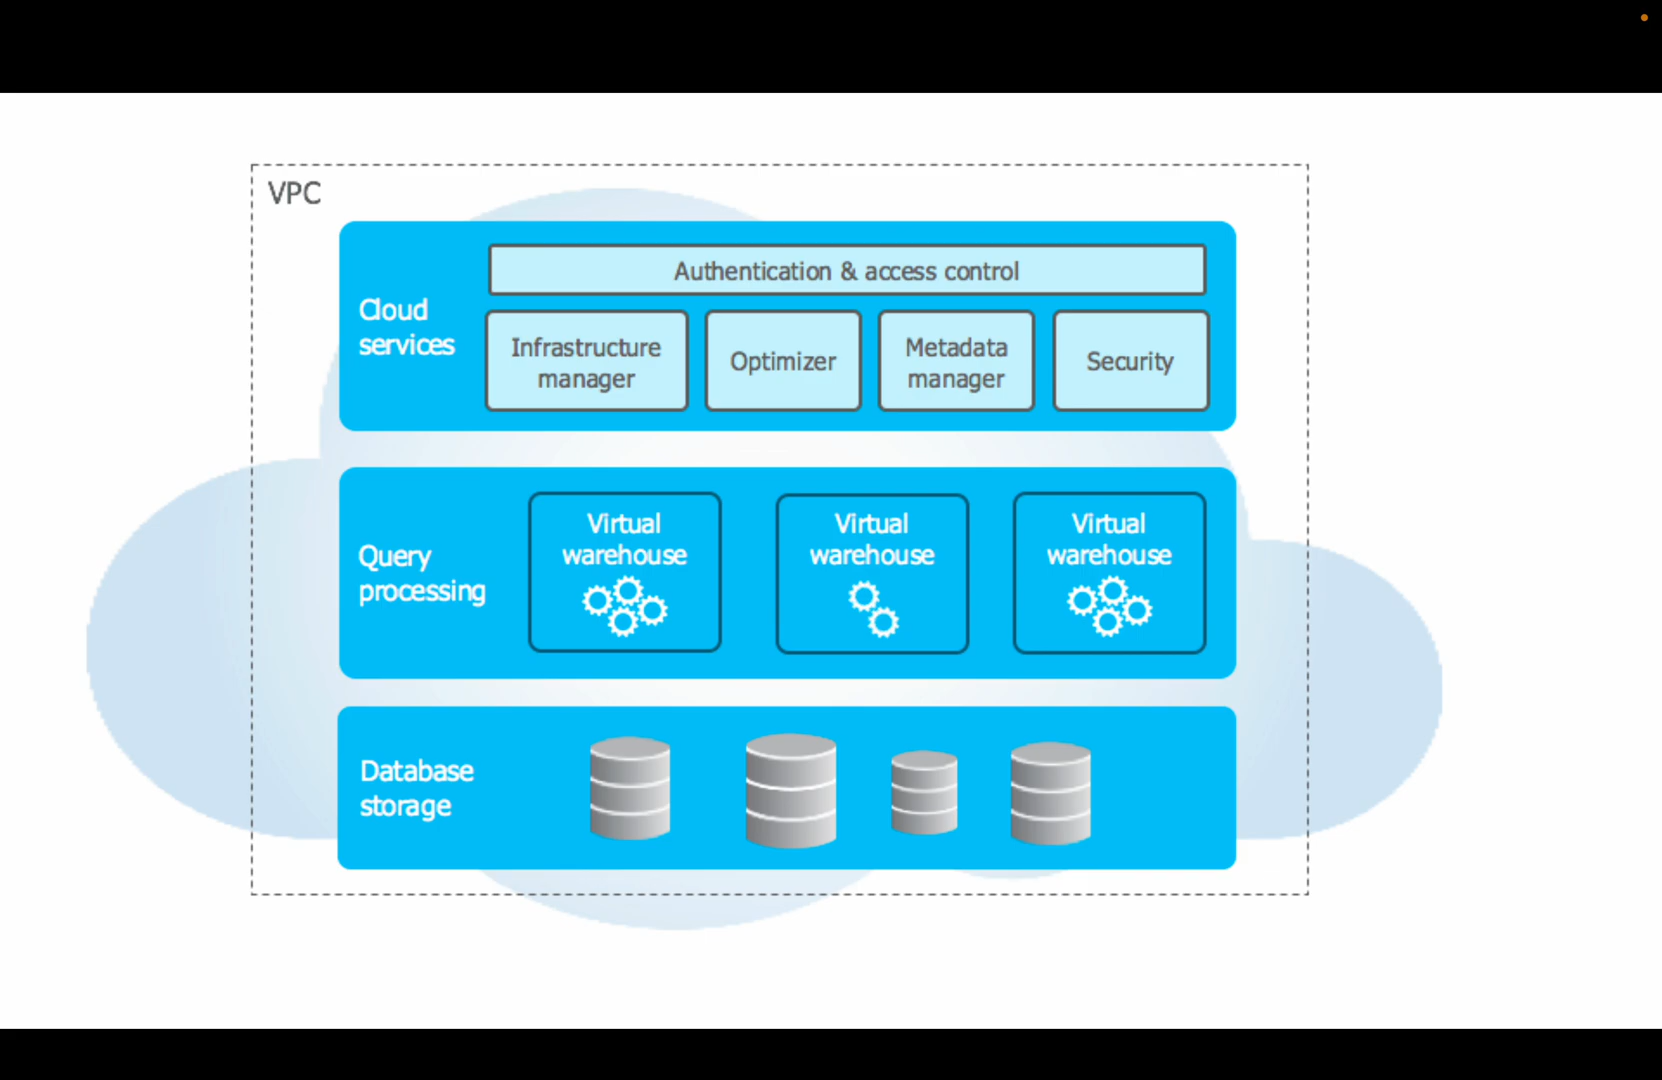 VPC
Authentication & access control
Cloud
services
Infrastructure
manager
Optimizer
Metadata
manager
Security
Query
processing
Virtual
warehouse
Virtual
warehouse
Virtual
warehouse
Database
storage